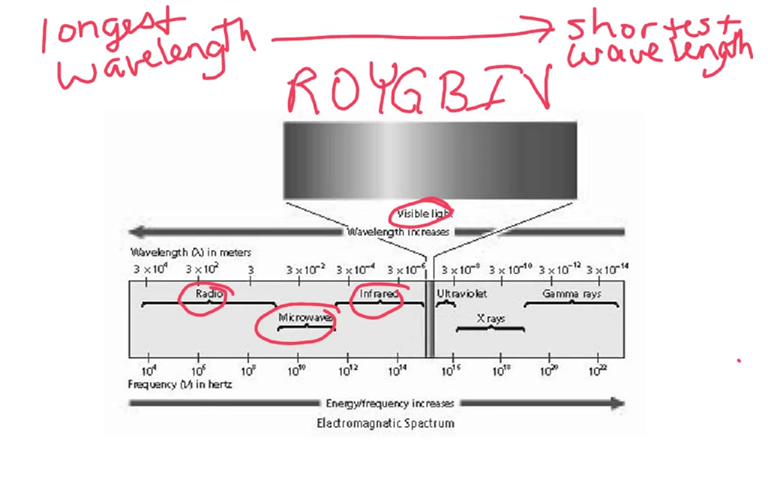 longest wavelength
shortest wavelength
ROYGBIV
Visible light
Wavelength increases
Wavelength (λ) in meters
3 × 10⁴ 3 × 10² 3 3 × 10⁻² 3 × 10⁻⁴ 3 × 10⁻⁶ 3 × 10⁻⁸ 3 × 10⁻¹⁰ 3 × 10⁻¹² 3 × 10⁻¹⁴
Radio Infrared Ultraviolet Gamma rays
Microwaves X rays
10⁴ 10⁶ 10⁸ 10¹⁰ 10¹² 10¹⁴ 10¹⁶ 10¹⁸ 10²⁰ 10²²
Frequency (ν) in hertz
Energy/frequency increases
Electromagnetic Spectrum